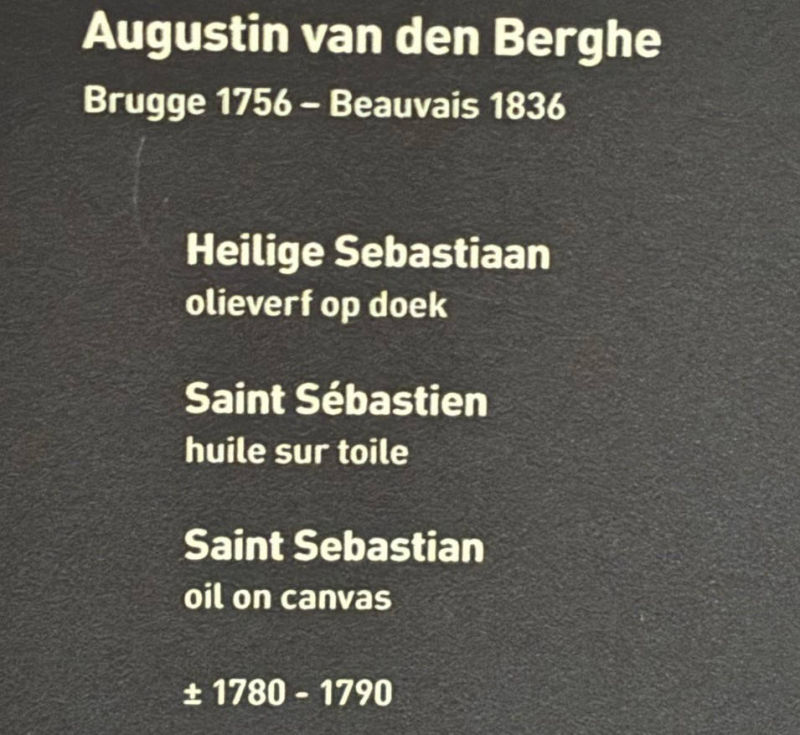 Augustin van den Berghe
Brugge 1756 – Beauvais 1836
Heilige Sebastiaan
olieverf op doek
Saint Sébastien
huile sur toile
Saint Sebastian
oil on canvas
± 1780 - 1790